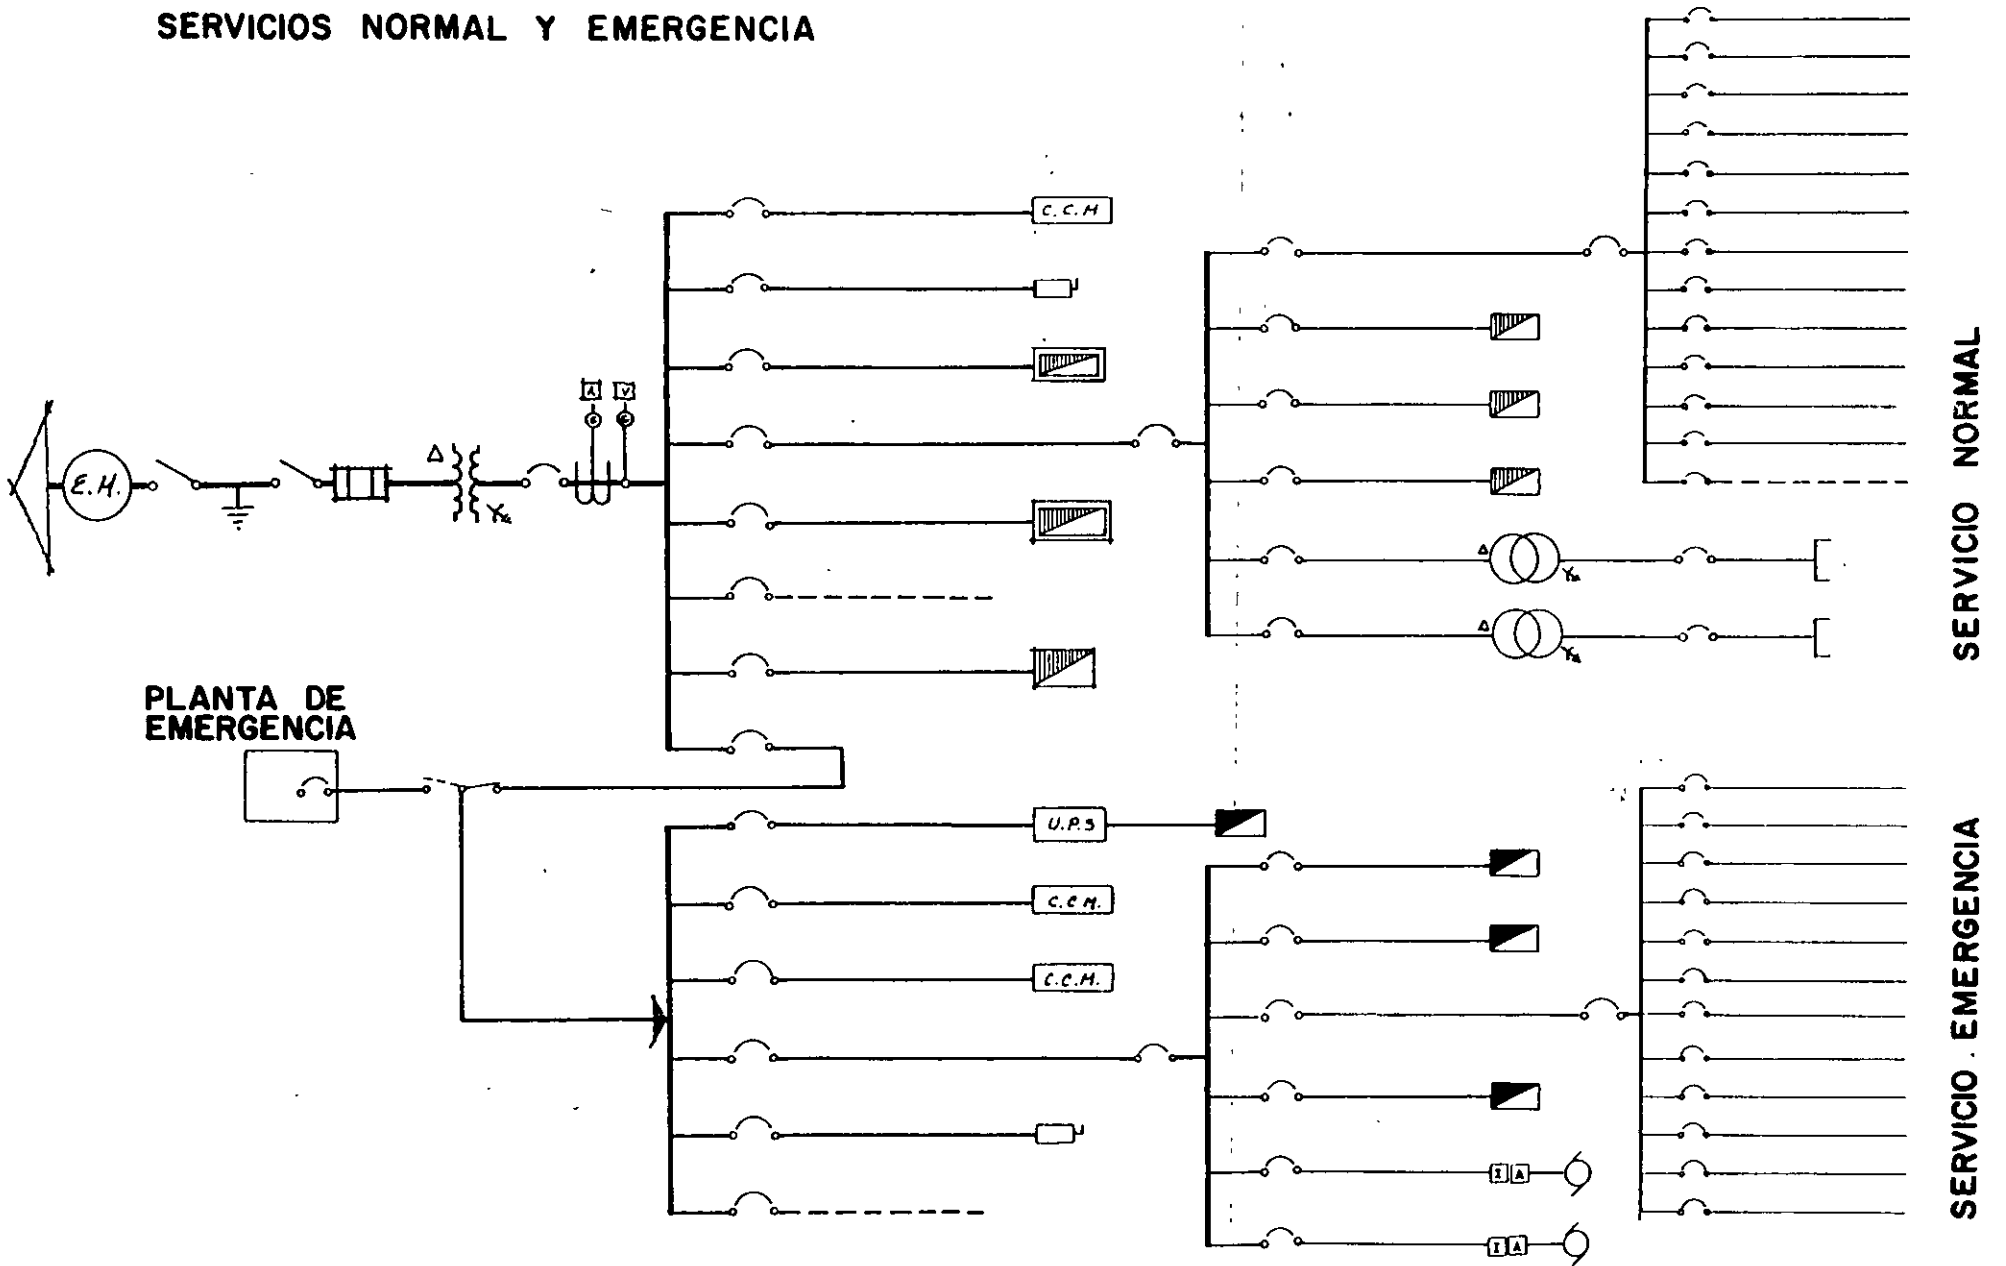 SERVICIOS NORMAL Y EMERGENCIA
C.C.M
A
V
E.M.
Δ
Δ
Δ
SERVICIO NORMAL
PLANTA DE
EMERGENCIA
U.P.S
C.C.M.
C.C.M.
I A
I A
SERVICIO EMERGENCIA